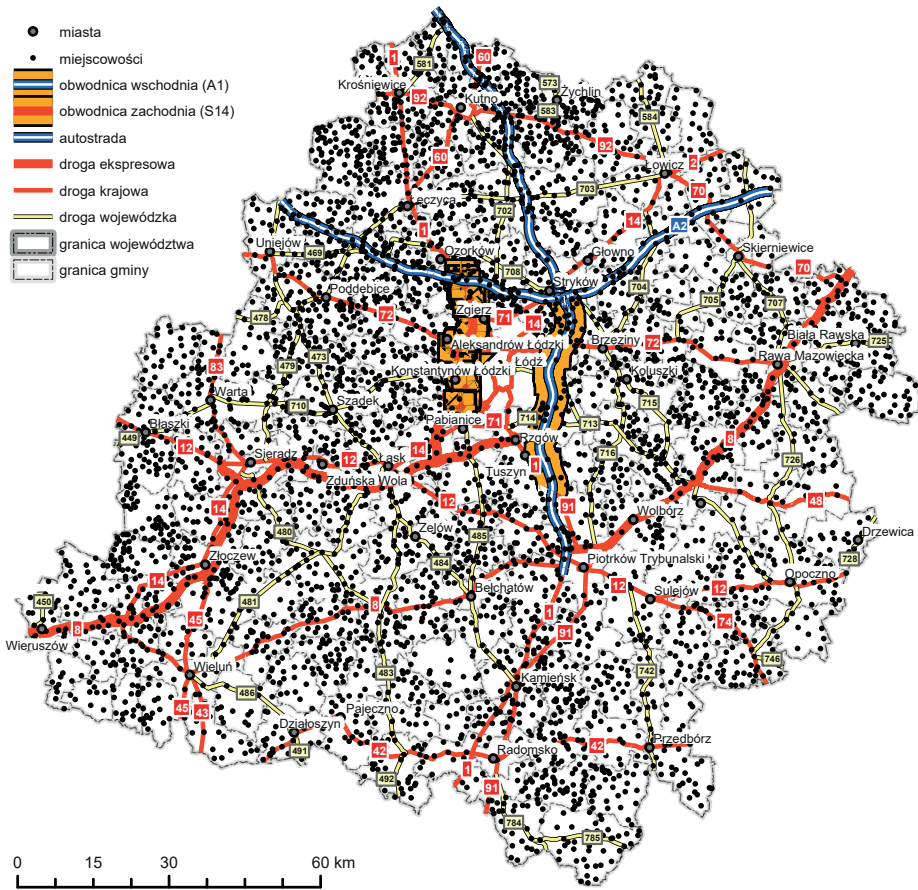 miasta
miejscowości
obwodnica wschodnia (A1)
obwodnica zachodnia (S14)
autostrada
droga ekspresowa
droga krajowa
droga wojewódzka
granica województwa
granica gminy
1
60
581
Krośniewice
573
Żychlin
92
Kutno
583
584
92
60
Łowicz
2
703
70
Łęczyca
702
14
1
A2
Uniejów
469
Ozorków
Głowno
Skierniewice
708
70
Stryków
704
Poddębice
705
707
478
72
Zgierz
71
14
Aleksandrów Łódzki
Brzeziny
72
Biała Rawska
725
473
Łódź
Rawa Mazowiecka
83
479
Konstantynów Łódzki
Koluszki
Warta
710
Szadek
715
Błaszki
449
Pabianice
71
714
713
12
14
Rzgów
8
716
726
Sieradz
12
Łask
1
Zduńska Wola
Tuszyn
14
12
91
48
Wolbórz
480
Zelów
485
Drzewica
728
Złoczew
484
Piotrków Trybunalski
14
12
Opoczno
450
481
Bełchatów
1
Sulejów
12
8
45
8
91
74
Wieruszów
746
742
Wieluń
483
486
Kamieńsk
45
43
Pajęczno
Działoszyn
42
42
Przedbórz
491
Radomsko
492
1
91
784
785
0
15
30
60 km